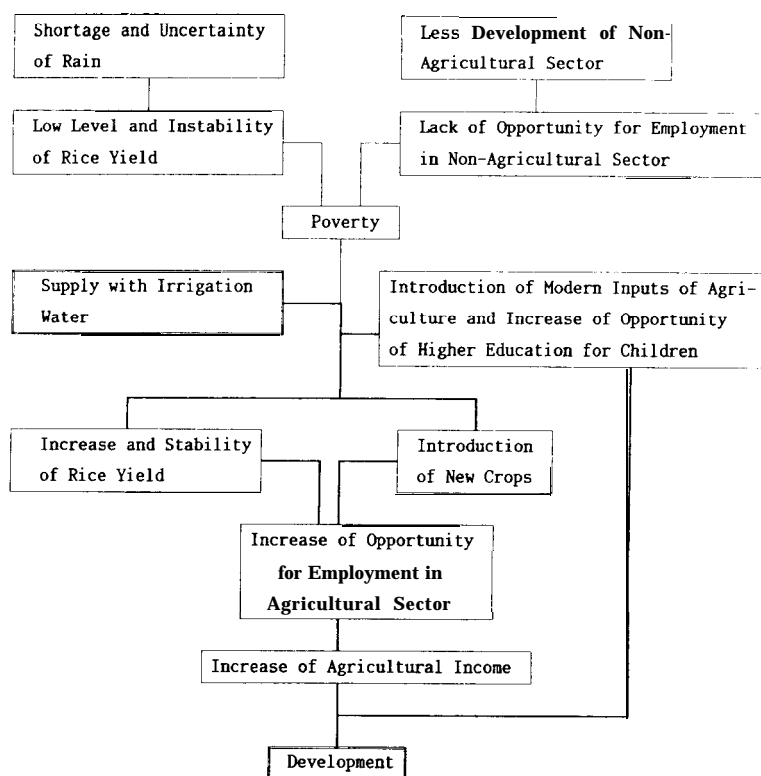 Shortage and Uncertainty
of Rain
Less Development of Non-
Agricultural Sector
Low Level and Instability
of Rice Yield
Lack of Opportunity for Employment
in Non-Agricultural Sector
Poverty
Supply with Irrigation
Water
Introduction of Modern Inputs of Agri-
culture and Increase of Opportunity
of Higher Education for Children
Increase and Stability
of Rice Yield
Introduction
of New Crops
Increase of Opportunity
for Employment in
Agricultural Sector
Increase of Agricultural Income
Development